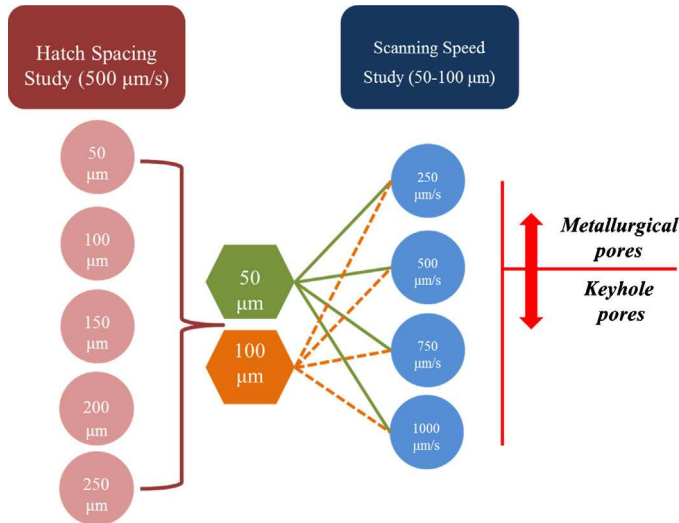 Hatch Spacing
Study (500 μm/s)
Scanning Speed
Study (50-100 μm)
50
μm
100
μm
150
μm
200
μm
250
μm
50
μm
100
μm
250
μm/s
500
μm/s
750
μm/s
1000
μm/s
Metallurgical
pores
Keyhole
pores